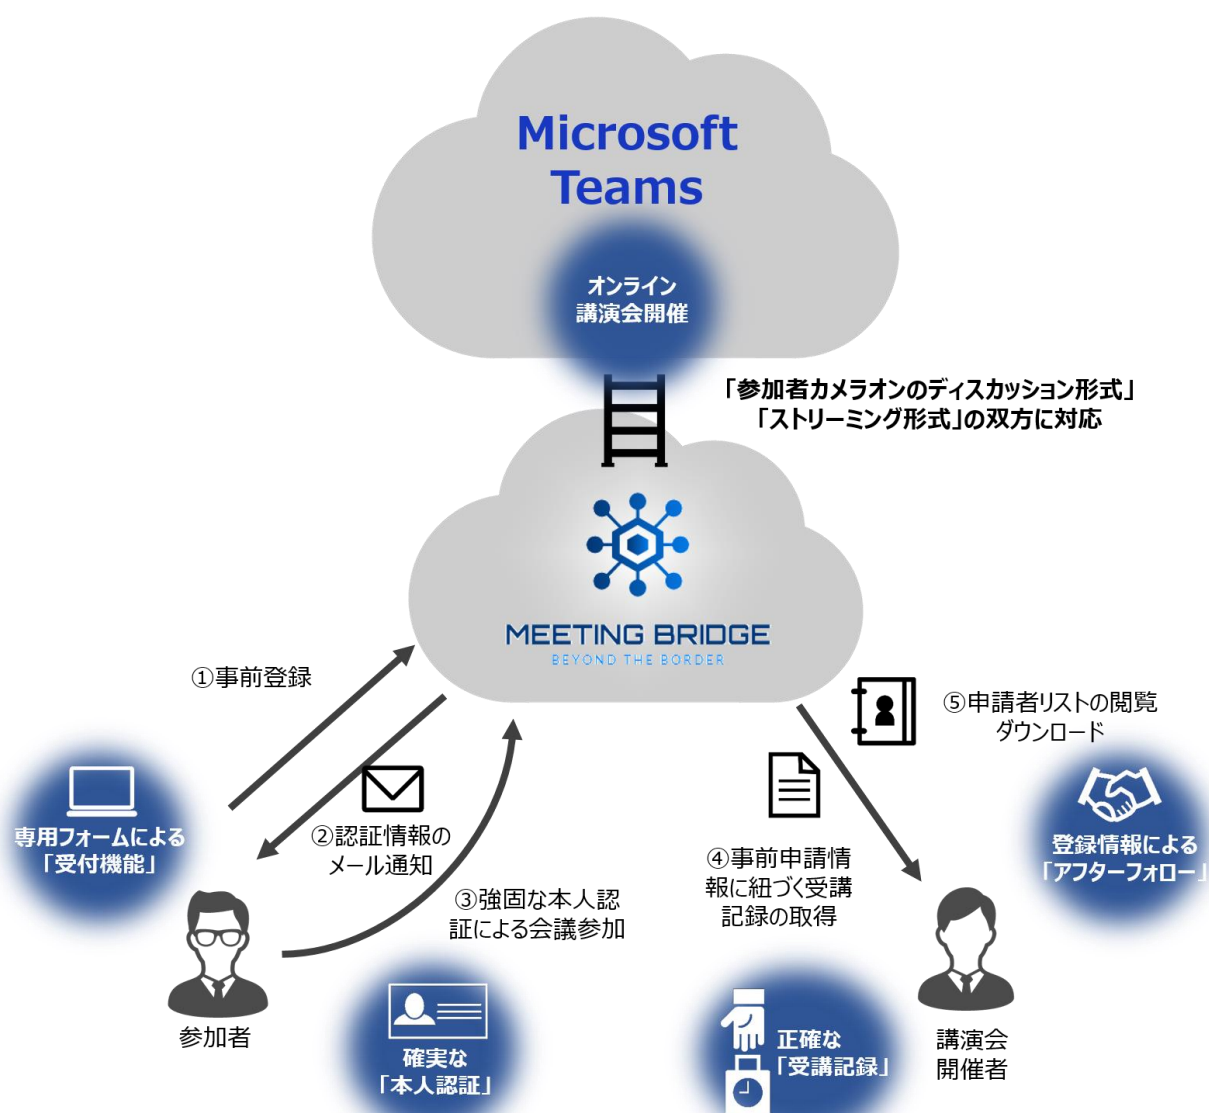 Microsoft
Teams
オンライン
講演会開催
「参加者カメラオンのディスカッション形式」
「ストリーミング形式」の双方に対応
MEETING BRIDGE
BEYOND THE BORDER
①事前登録
専用フォームによる
「受付機能」
②認証情報の
メール通知
③強固な本人認
証による会議参加
参加者
確実な
「本人認証」
④事前申請情
報に紐づく受講
記録の取得
正確な
「受講記録」
⑤申請者リストの閲覧
ダウンロード
登録情報による
「アフターフォロー」
講演会
開催者